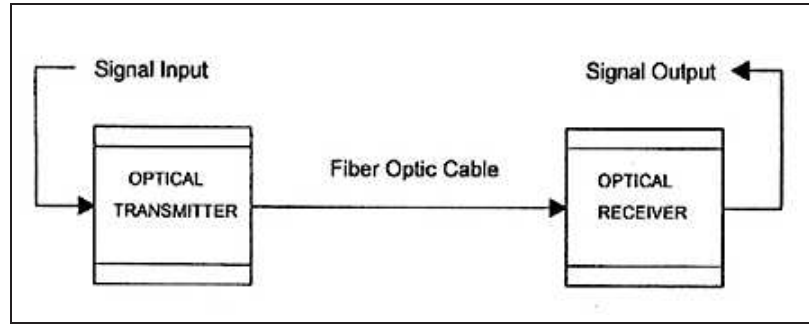 Signal Input
Signal Output
Fiber Optic Cable
OPTICAL
TRANSMITTER
OPTICAL
RECEIVER